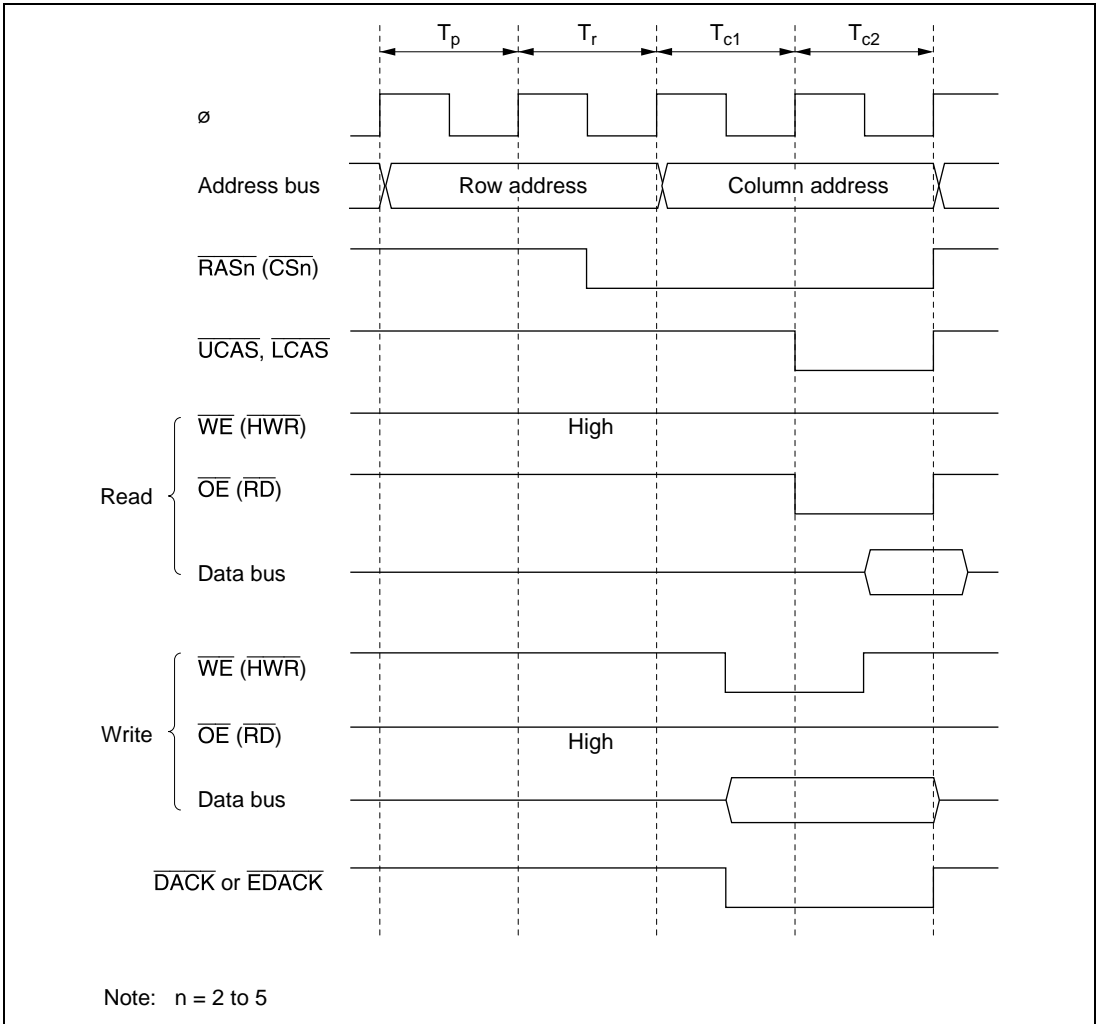 Tp Tr Tc1 Tc2
ø
Address bus Row address Column address
RASn (CSn)
UCAS, LCAS
Read
WE (HWR) High
OE (RD)
Data bus
Write
WE (HWR)
OE (RD) High
Data bus
DACK or EDACK
Note: n = 2 to 5